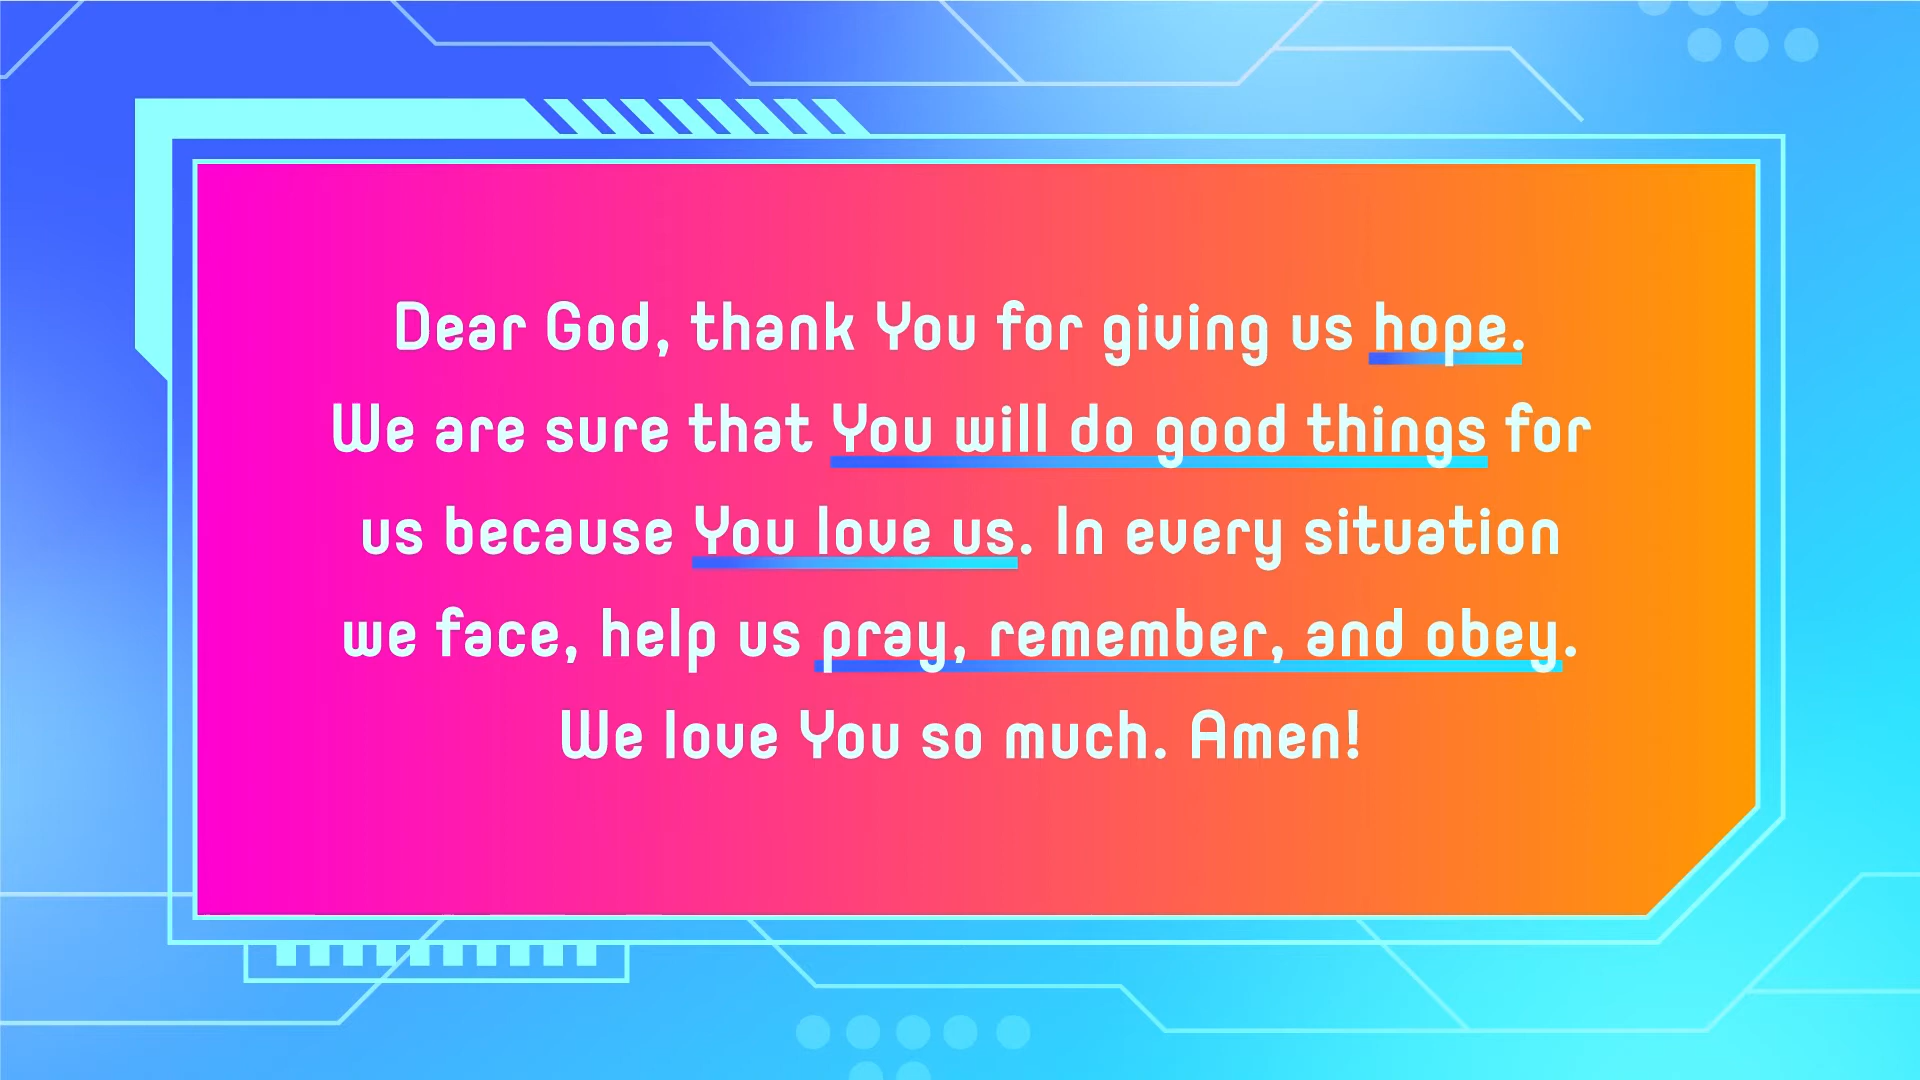 Dear God, thank You for giving us hope.
We are sure that You will do good things for
us because You love us. In every situation
we face, help us pray, remember, and obey.
We love You so much. Amen!